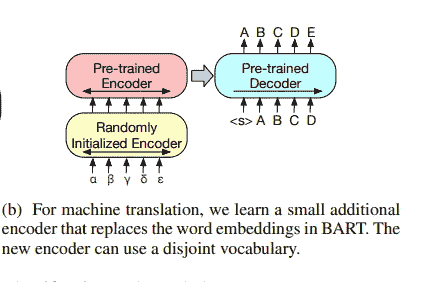 A B C D E
Pre-trained
Encoder
Pre-trained
Decoder
<s> A B C D
Randomly
Initialized Encoder
α β γ δ ε
(b) For machine translation, we learn a small additional
encoder that replaces the word embeddings in BART. The
new encoder can use a disjoint vocabulary.